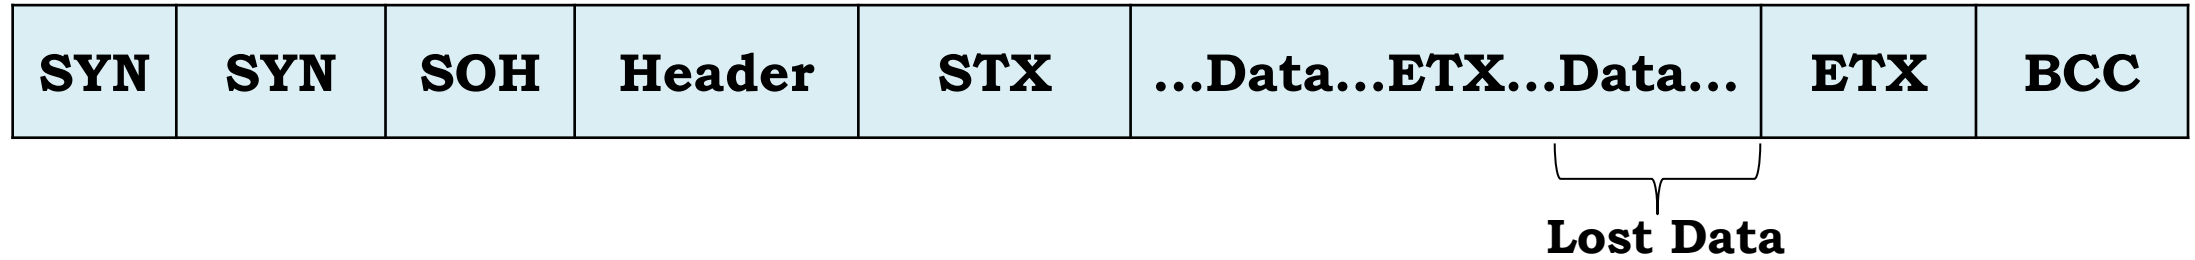 SYN SYN SOH Header STX ...Data...ETX...Data... ETX BCC
Lost Data